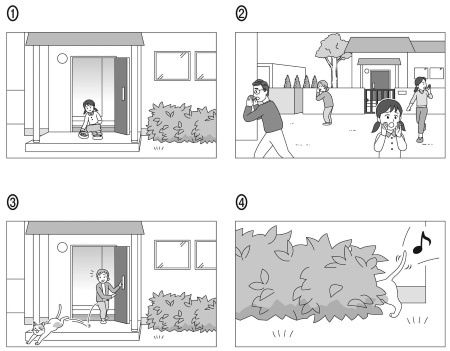 ①
②
③
④